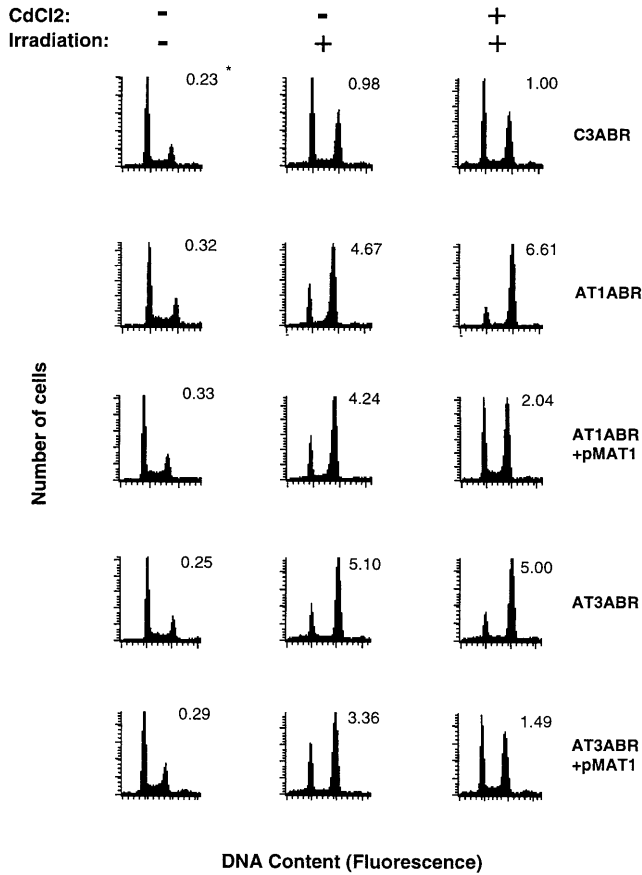 CdCl2: - - +
Irradiation: - + +
0.23 * 0.98 1.00 C3ABR
0.32 4.67 6.61 AT1ABR
0.33 4.24 2.04 AT1ABR
+pMAT1
0.25 5.10 5.00 AT3ABR
0.29 3.36 1.49 AT3ABR
+pMAT1
Number of cells
DNA Content (Fluorescence)